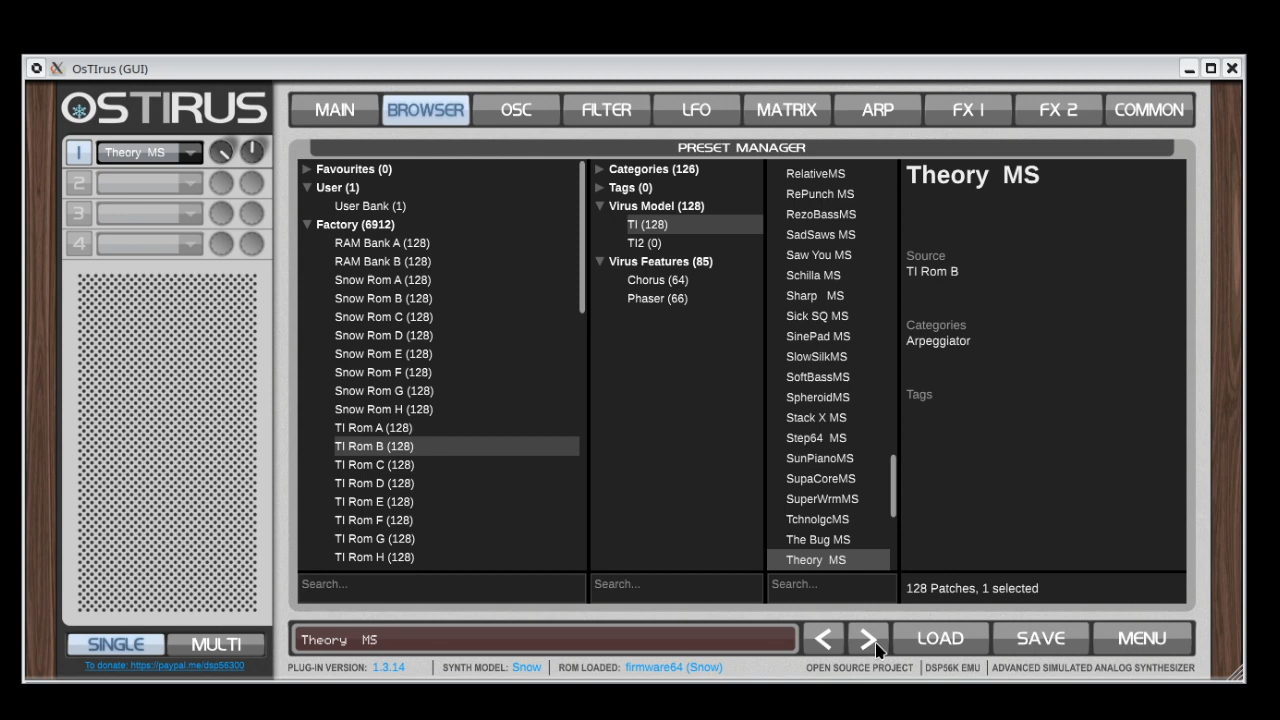 OsTIrus (GUI)
OSTIRUS
MAIN
BROWSER
OSC
FILTER
LFO
MATRIX
ARP
FX 1
FX 2
COMMON
1
Theory MS
2
3
4
PRESET MANAGER
Favourites (0)
User (1)
User Bank (1)
Factory (6912)
RAM Bank A (128)
RAM Bank B (128)
Snow Rom A (128)
Snow Rom B (128)
Snow Rom C (128)
Snow Rom D (128)
Snow Rom E (128)
Snow Rom F (128)
Snow Rom G (128)
Snow Rom H (128)
TI Rom A (128)
TI Rom B (128)
TI Rom C (128)
TI Rom D (128)
TI Rom E (128)
TI Rom F (128)
TI Rom G (128)
TI Rom H (128)
Search...
Categories (126)
Tags (0)
Virus Model (128)
TI (128)
TI2 (0)
Virus Features (85)
Chorus (64)
Phaser (66)
Search...
RelativeMS
RePunch MS
RezoBassMS
SadSaws MS
Saw You MS
Schilla MS
Sharp MS
Sick SQ MS
SinePad MS
SlowSilkMS
SoftBassMS
SpheroidMS
Stack X MS
Step64 MS
SunPianoMS
SupaCoreMS
SuperWrmMS
TchnolgcMS
The Bug MS
Theory MS
Search...
Theory MS
Source
TI Rom B
Categories
Arpeggiator
Tags
128 Patches, 1 selected
SINGLE
MULTI
To donate: https://paypal.me/dsp56300
Theory MS
<
>
LOAD
SAVE
MENU
PLUG-IN VERSION: 1.3.14
SYNTH MODEL: Snow
ROM LOADED: firmware64 (Snow)
OPEN SOURCE PROJECT
DSP56K EMU
ADVANCED SIMULATED ANALOG SYNTHESIZER